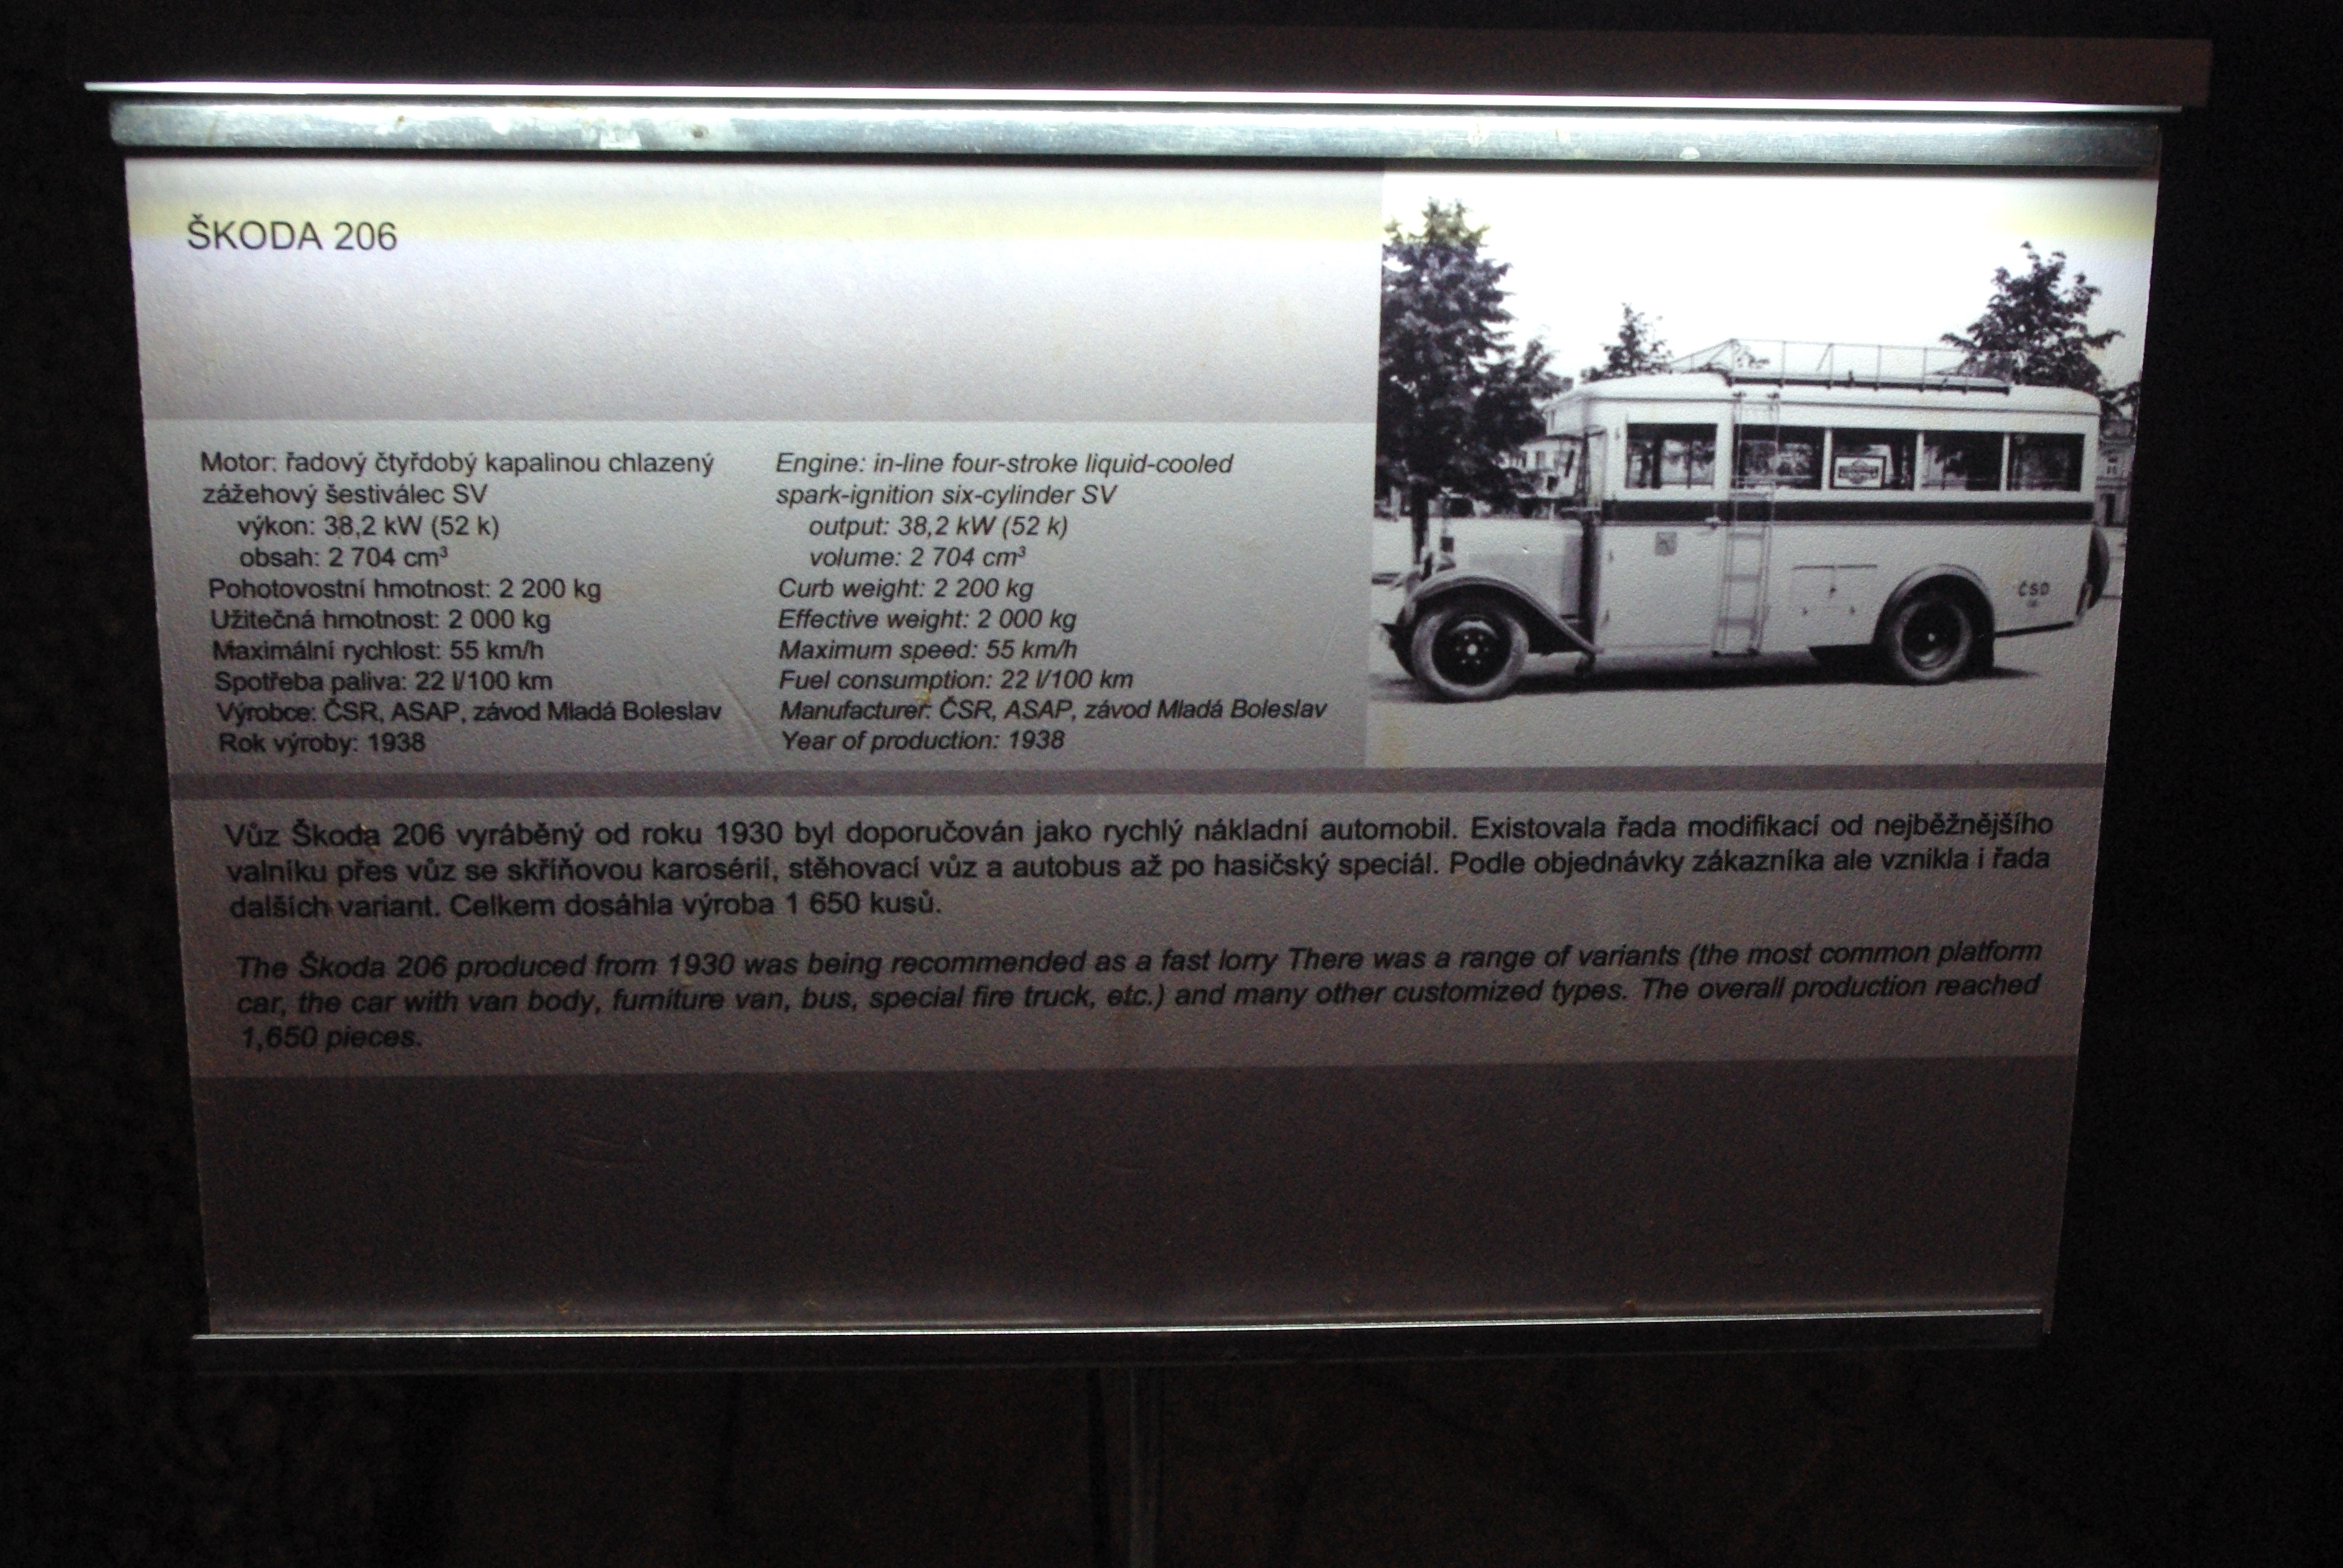 ŠKODA 206
Motor: řadový čtyřdobý kapalinou chlazený
zážehový šestiválec SV
výkon: 38,2 kW (52 k)
obsah: 2 704 cm³
Pohotovostní hmotnost: 2 200 kg
Užitečná hmotnost: 2 000 kg
Maximální rychlost: 55 km/h
Spotřeba paliva: 22 l/100 km
Výrobce: ČSR, ASAP, závod Mladá Boleslav
Rok výroby: 1938
Engine: in-line four-stroke liquid-cooled
spark-ignition six-cylinder SV
output: 38,2 kW (52 k)
volume: 2 704 cm³
Curb weight: 2 200 kg
Effective weight: 2 000 kg
Maximum speed: 55 km/h
Fuel consumption: 22 l/100 km
Manufacturer: ČSR, ASAP, závod Mladá Boleslav
Year of production: 1938
ČSD
Vůz Škoda 206 vyráběný od roku 1930 byl doporučován jako rychlý nákladní automobil. Existovala řada modifikací od nejběžnějšího
valníku přes vůz se skříňovou karosérií, stěhovací vůz a autobus až po hasičský speciál. Podle objednávky zákazníka ale vznikla i řada
dalších variant. Celkem dosáhla výroba 1 650 kusů.
The Škoda 206 produced from 1930 was being recommended as a fast lorry There was a range of variants (the most common platform
car, the car with van body, furniture van, bus, special fire truck, etc.) and many other customized types. The overall production reached
1,650 pieces.